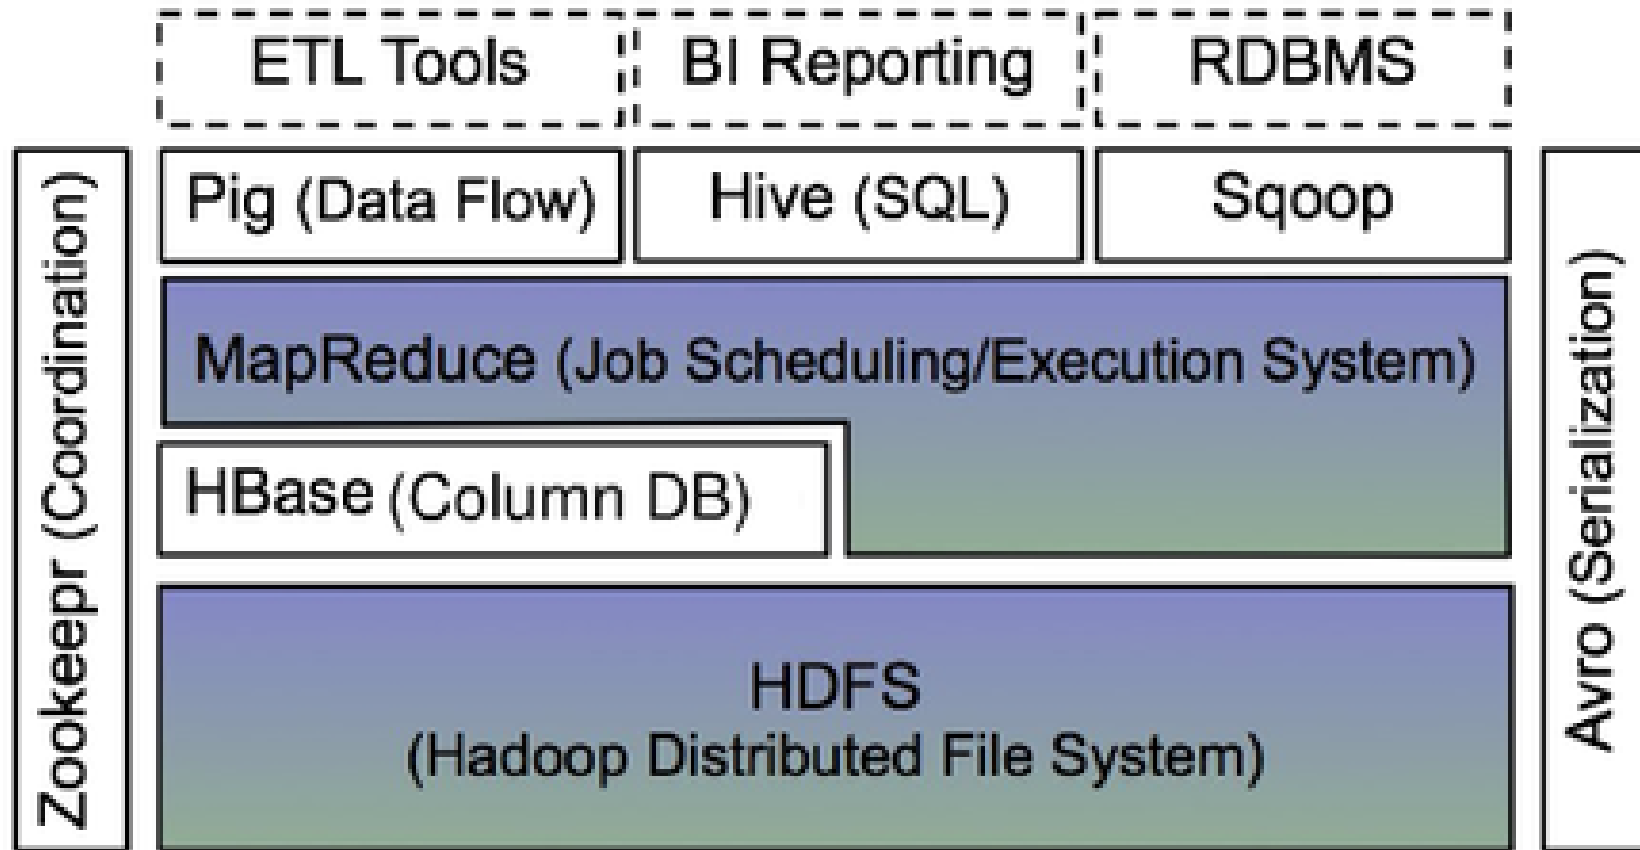 ETL Tools
BI Reporting
RDBMS
Pig (Data Flow)
Hive (SQL)
Sqoop
MapReduce (Job Scheduling/Execution System)
HBase (Column DB)
HDFS
(Hadoop Distributed File System)
Zookeepr (Coordination)
Avro (Serialization)